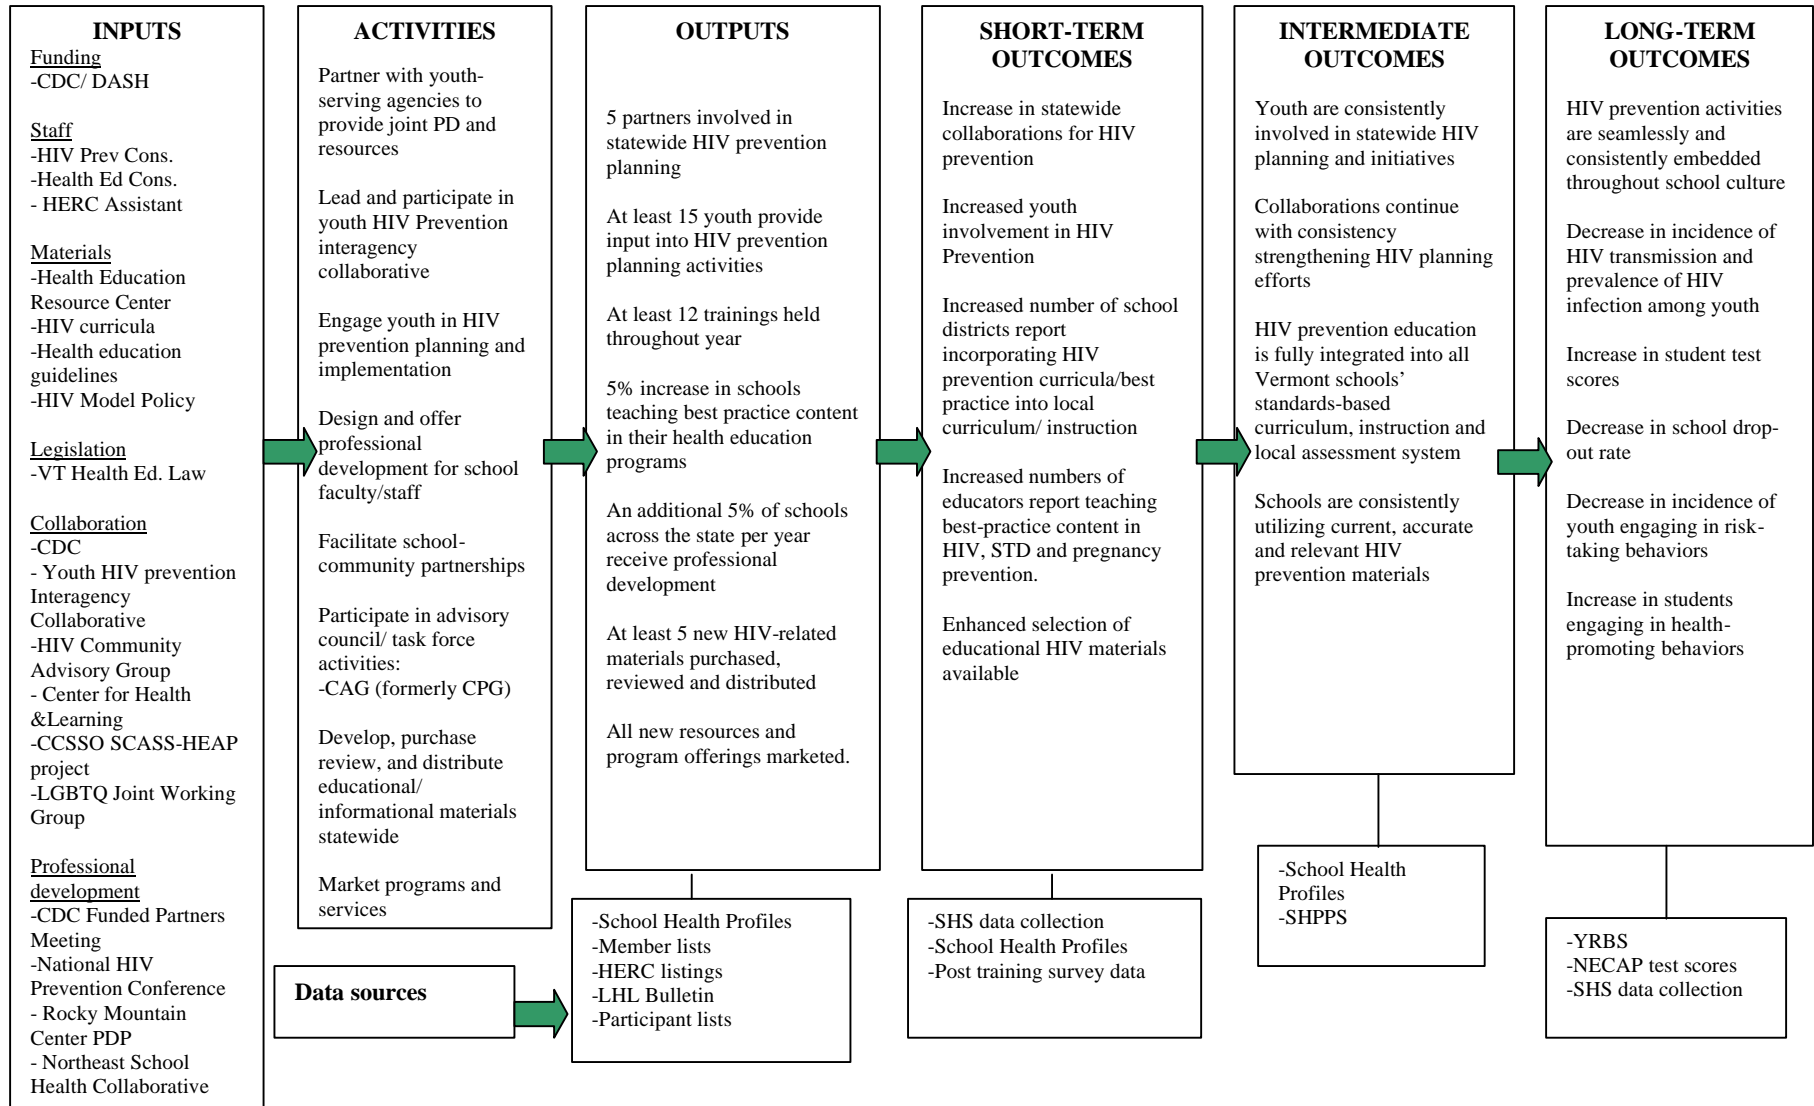 INPUTS
Funding
-CDC/ DASH
Staff
-HIV Prev Cons.
-Health Ed Cons.
- HERC Assistant
Materials
-Health Education
Resource Center
-HIV curricula
-Health education
guidelines
-HIV Model Policy
Legislation
-VT Health Ed. Law
Collaboration
-CDC
- Youth HIV prevention
Interagency
Collaborative
-HIV Community
Advisory Group
- Center for Health
&Learning
-CCSSO SCASS-HEAP
project
-LGBTQ Joint Working
Group
Professional
development
-CDC Funded Partners
Meeting
-National HIV
Prevention Conference
- Rocky Mountain
Center PDP
- Northeast School
Health Collaborative
ACTIVITIES
Partner with youth-
serving agencies to
provide joint PD and
resources
Lead and participate in
youth HIV Prevention
interagency
collaborative
Engage youth in HIV
prevention planning and
implementation
Design and offer
professional
development for school
faculty/staff
Facilitate school-
community partnerships
Participate in advisory
council/ task force
activities:
-CAG (formerly CPG)
Develop, purchase
review, and distribute
educational/
informational materials
statewide
Market programs and
services
OUTPUTS
5 partners involved in
statewide HIV prevention
planning
At least 15 youth provide
input into HIV prevention
planning activities
At least 12 trainings held
throughout year
5% increase in schools
teaching best practice content
in their health education
programs
An additional 5% of schools
across the state per year
receive professional
development
At least 5 new HIV-related
materials purchased,
reviewed and distributed
All new resources and
program offerings marketed.
SHORT-TERM
OUTCOMES
Increase in statewide
collaborations for HIV
prevention
Increased youth
involvement in HIV
Prevention
Increased number of school
districts report
incorporating HIV
prevention curricula/best
practice into local
curriculum/ instruction
Increased numbers of
educators report teaching
best-practice content in
HIV, STD and pregnancy
prevention.
Enhanced selection of
educational HIV materials
available
INTERMEDIATE
OUTCOMES
Youth are consistently
involved in statewide HIV
planning and initiatives
Collaborations continue
with consistency
strengthening HIV planning
efforts
HIV prevention education
is fully integrated into all
Vermont schools’
standards-based
curriculum, instruction and
local assessment system
Schools are consistently
utilizing current, accurate
and relevant HIV
prevention materials
LONG-TERM
OUTCOMES
HIV prevention activities
are seamlessly and
consistently embedded
throughout school culture
Decrease in incidence of
HIV transmission and
prevalence of HIV
infection among youth
Increase in student test
scores
Decrease in school drop-
out rate
Decrease in incidence of
youth engaging in risk-
taking behaviors
Increase in students
engaging in health-
promoting behaviors
Data sources
-School Health Profiles
-Member lists
-HERC listings
-LHL Bulletin
-Participant lists
-SHS data collection
-School Health Profiles
-Post training survey data
-School Health
Profiles
-SHPPS
-YRBS
-NECAP test scores
-SHS data collection